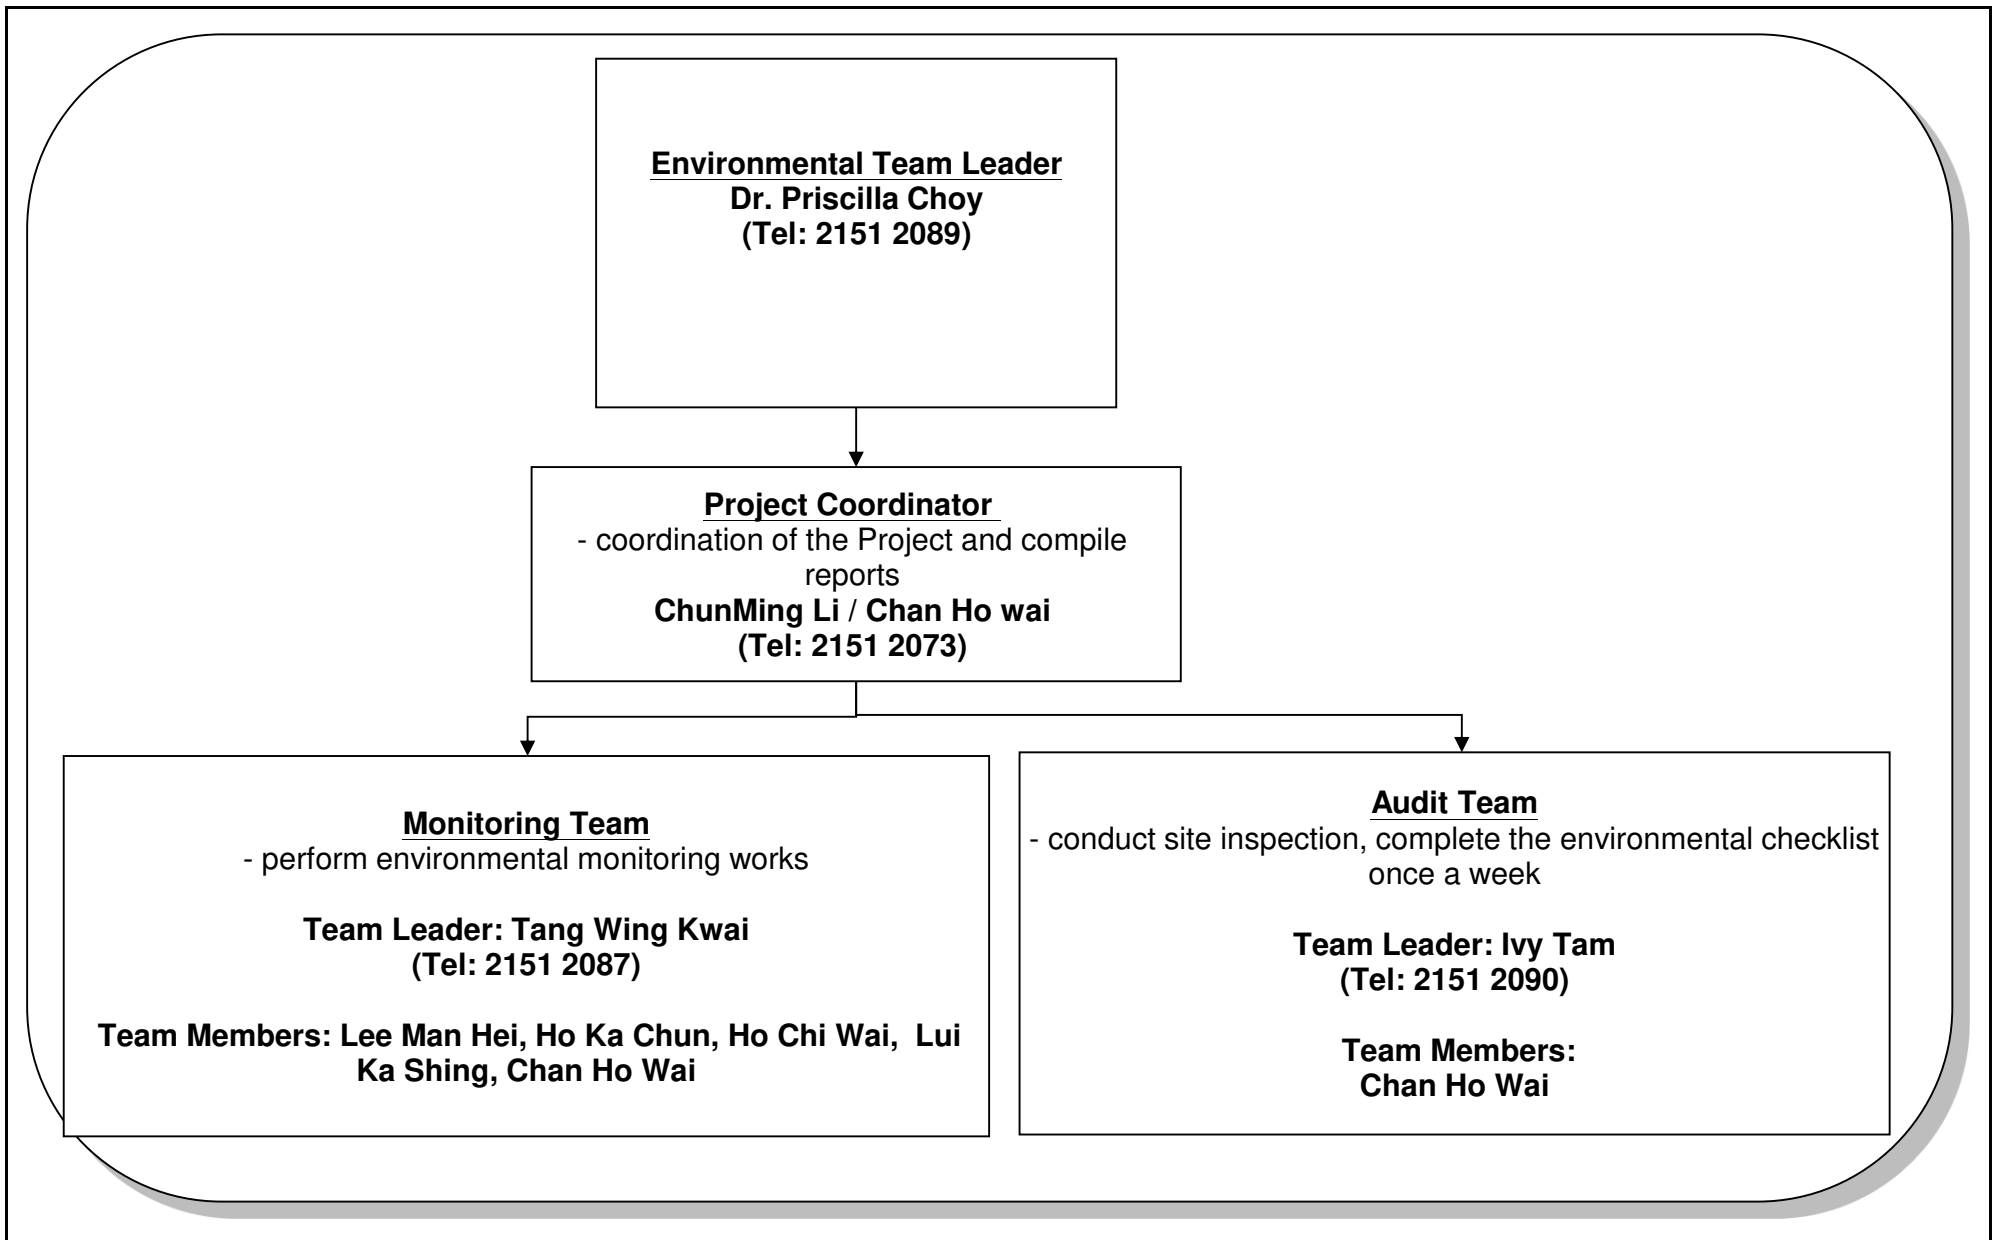 Environmental Team Leader
Dr. Priscilla Choy
(Tel: 2151 2089)
Project Coordinator
- coordination of the Project and compile
reports
ChunMing Li / Chan Ho wai
(Tel: 2151 2073)
Monitoring Team
- perform environmental monitoring works
Team Leader: Tang Wing Kwai
(Tel: 2151 2087)
Team Members: Lee Man Hei, Ho Ka Chun, Ho Chi Wai,  Lui
Ka Shing, Chan Ho Wai
Audit Team
- conduct site inspection, complete the environmental checklist
once a week
Team Leader: Ivy Tam
(Tel: 2151 2090)
Team Members:
Chan Ho Wai